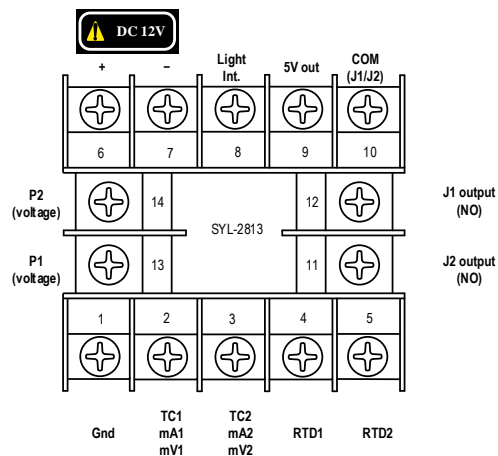 DC 12V
+ − Light Int. 5V out COM (J1/J2)
6 7 8 9 10
P2 (voltage)
14
12
J1 output (NO)
SYL-2813
P1 (voltage)
13
11
J2 output (NO)
1 2 3 4 5
Gnd
TC1
mA1
mV1
TC2
mA2
mV2
RTD1
RTD2